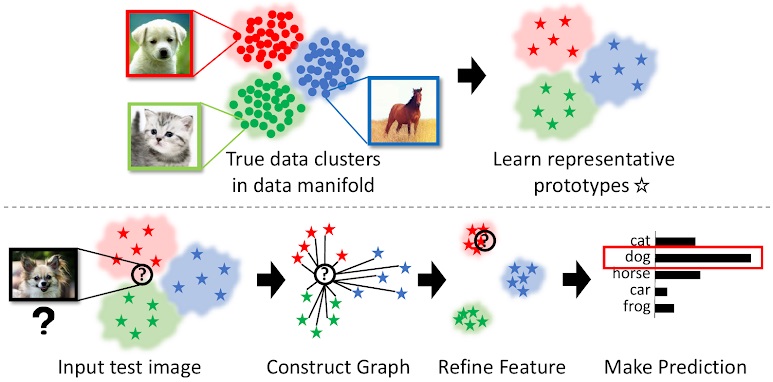 True data clusters
in data manifold
Learn representative
prototypes ☆
?
?
?
?
cat
dog
horse
car
frog
Input test image
Construct Graph
Refine Feature
Make Prediction